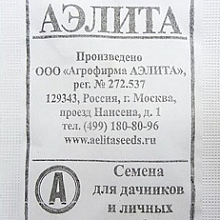 АЭЛИТА
Произведено
ООО «Агрофирма АЭЛИТА»,
рег. № 272.537
129343, Россия, г. Москва,
проезд Нансена, д. 1
тел. (499) 180-80-96
www.aelitaseeds.ru
А
Семена
для дачников
и личных